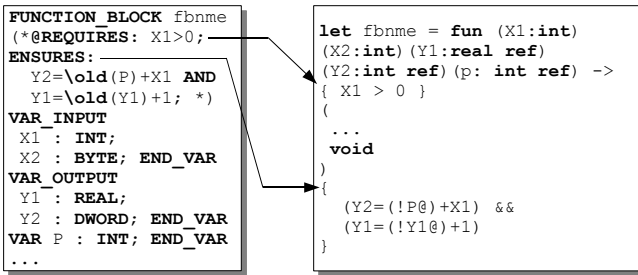 FUNCTION_BLOCK fbnme
(*@REQUIRES: X1>0;
ENSURES:
Y2=\old(P)+X1 AND
Y1=\old(Y1)+1; *)
VAR_INPUT
X1 : INT;
X2 : BYTE; END_VAR
VAR_OUTPUT
Y1 : REAL;
Y2 : DWORD; END_VAR
VAR P : INT; END_VAR
...
let fbnme = fun (X1:int)
(X2:int)(Y1:real ref)
(Y2:int ref)(p: int ref) ->
{ X1 > 0 }
(
...
void
)
{
(Y2=(!P@)+X1) &&
(Y1=(!Y1@)+1)
}